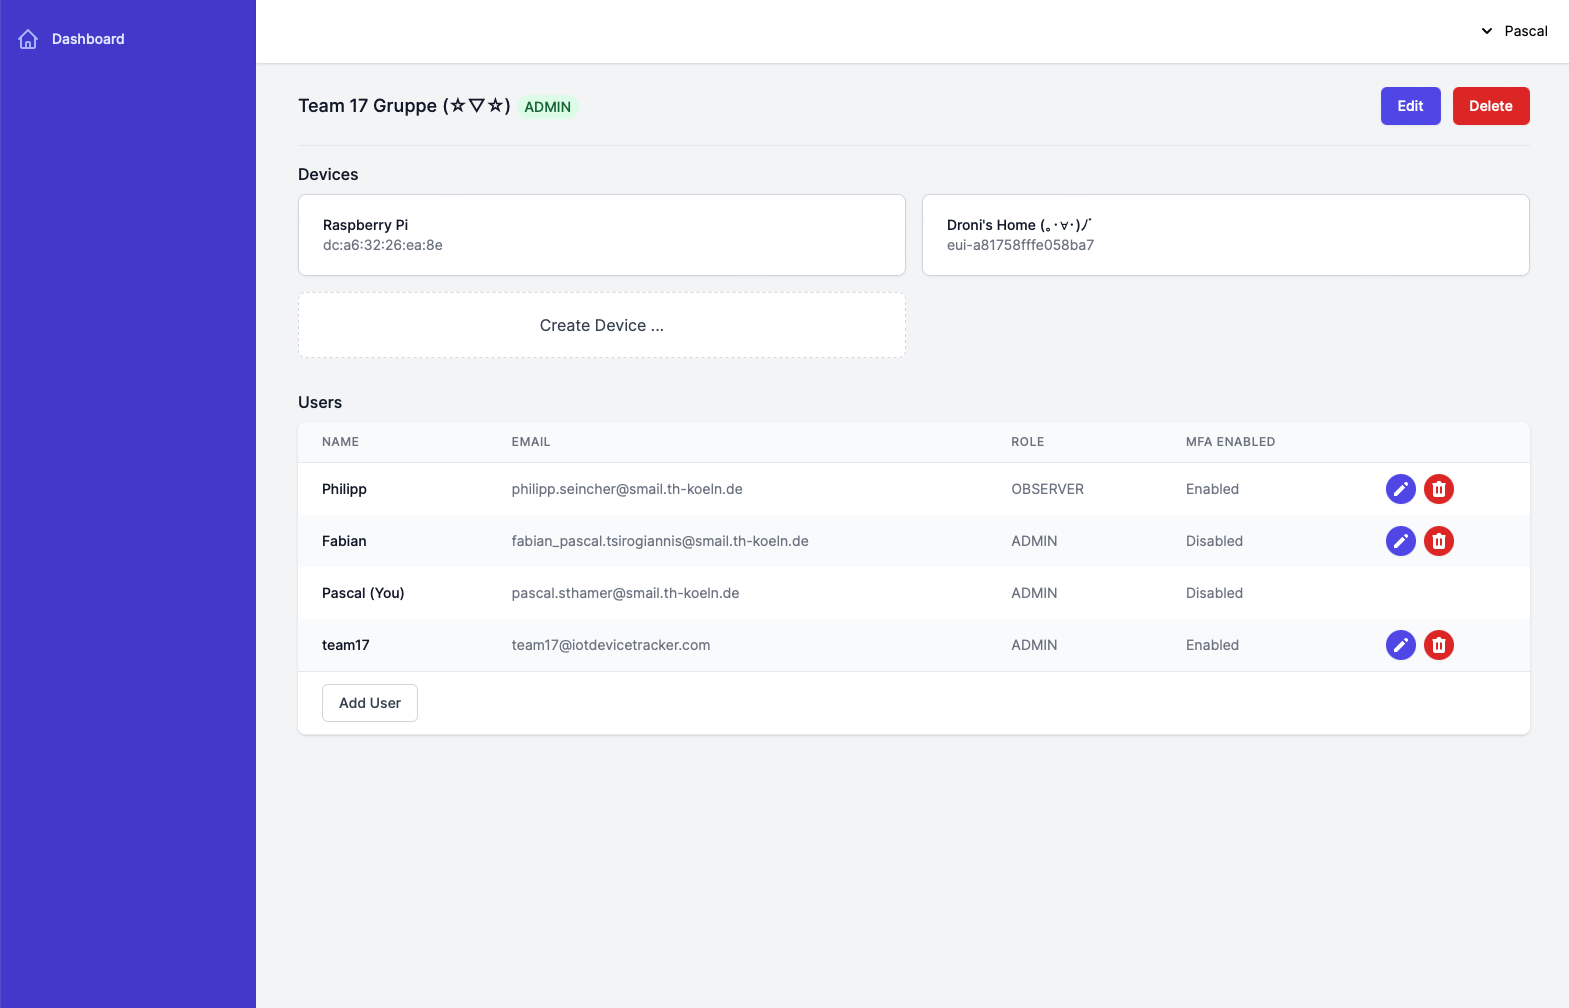 Dashboard
Pascal
Team 17 Gruppe (☆▽☆) ADMIN
Edit
Delete
Devices
Raspberry Pi
dc:a6:32:26:ea:8e
Droni's Home (｡･∀･)ﾉﾞ
eui-a81758fffe058ba7
Create Device ...
Users
NAME EMAIL ROLE MFA ENABLED
Philipp philipp.seincher@smail.th-koeln.de OBSERVER Enabled
Fabian fabian_pascal.tsirogiannis@smail.th-koeln.de ADMIN Disabled
Pascal (You) pascal.sthamer@smail.th-koeln.de ADMIN Disabled
team17 team17@iotdevicetracker.com ADMIN Enabled
Add User